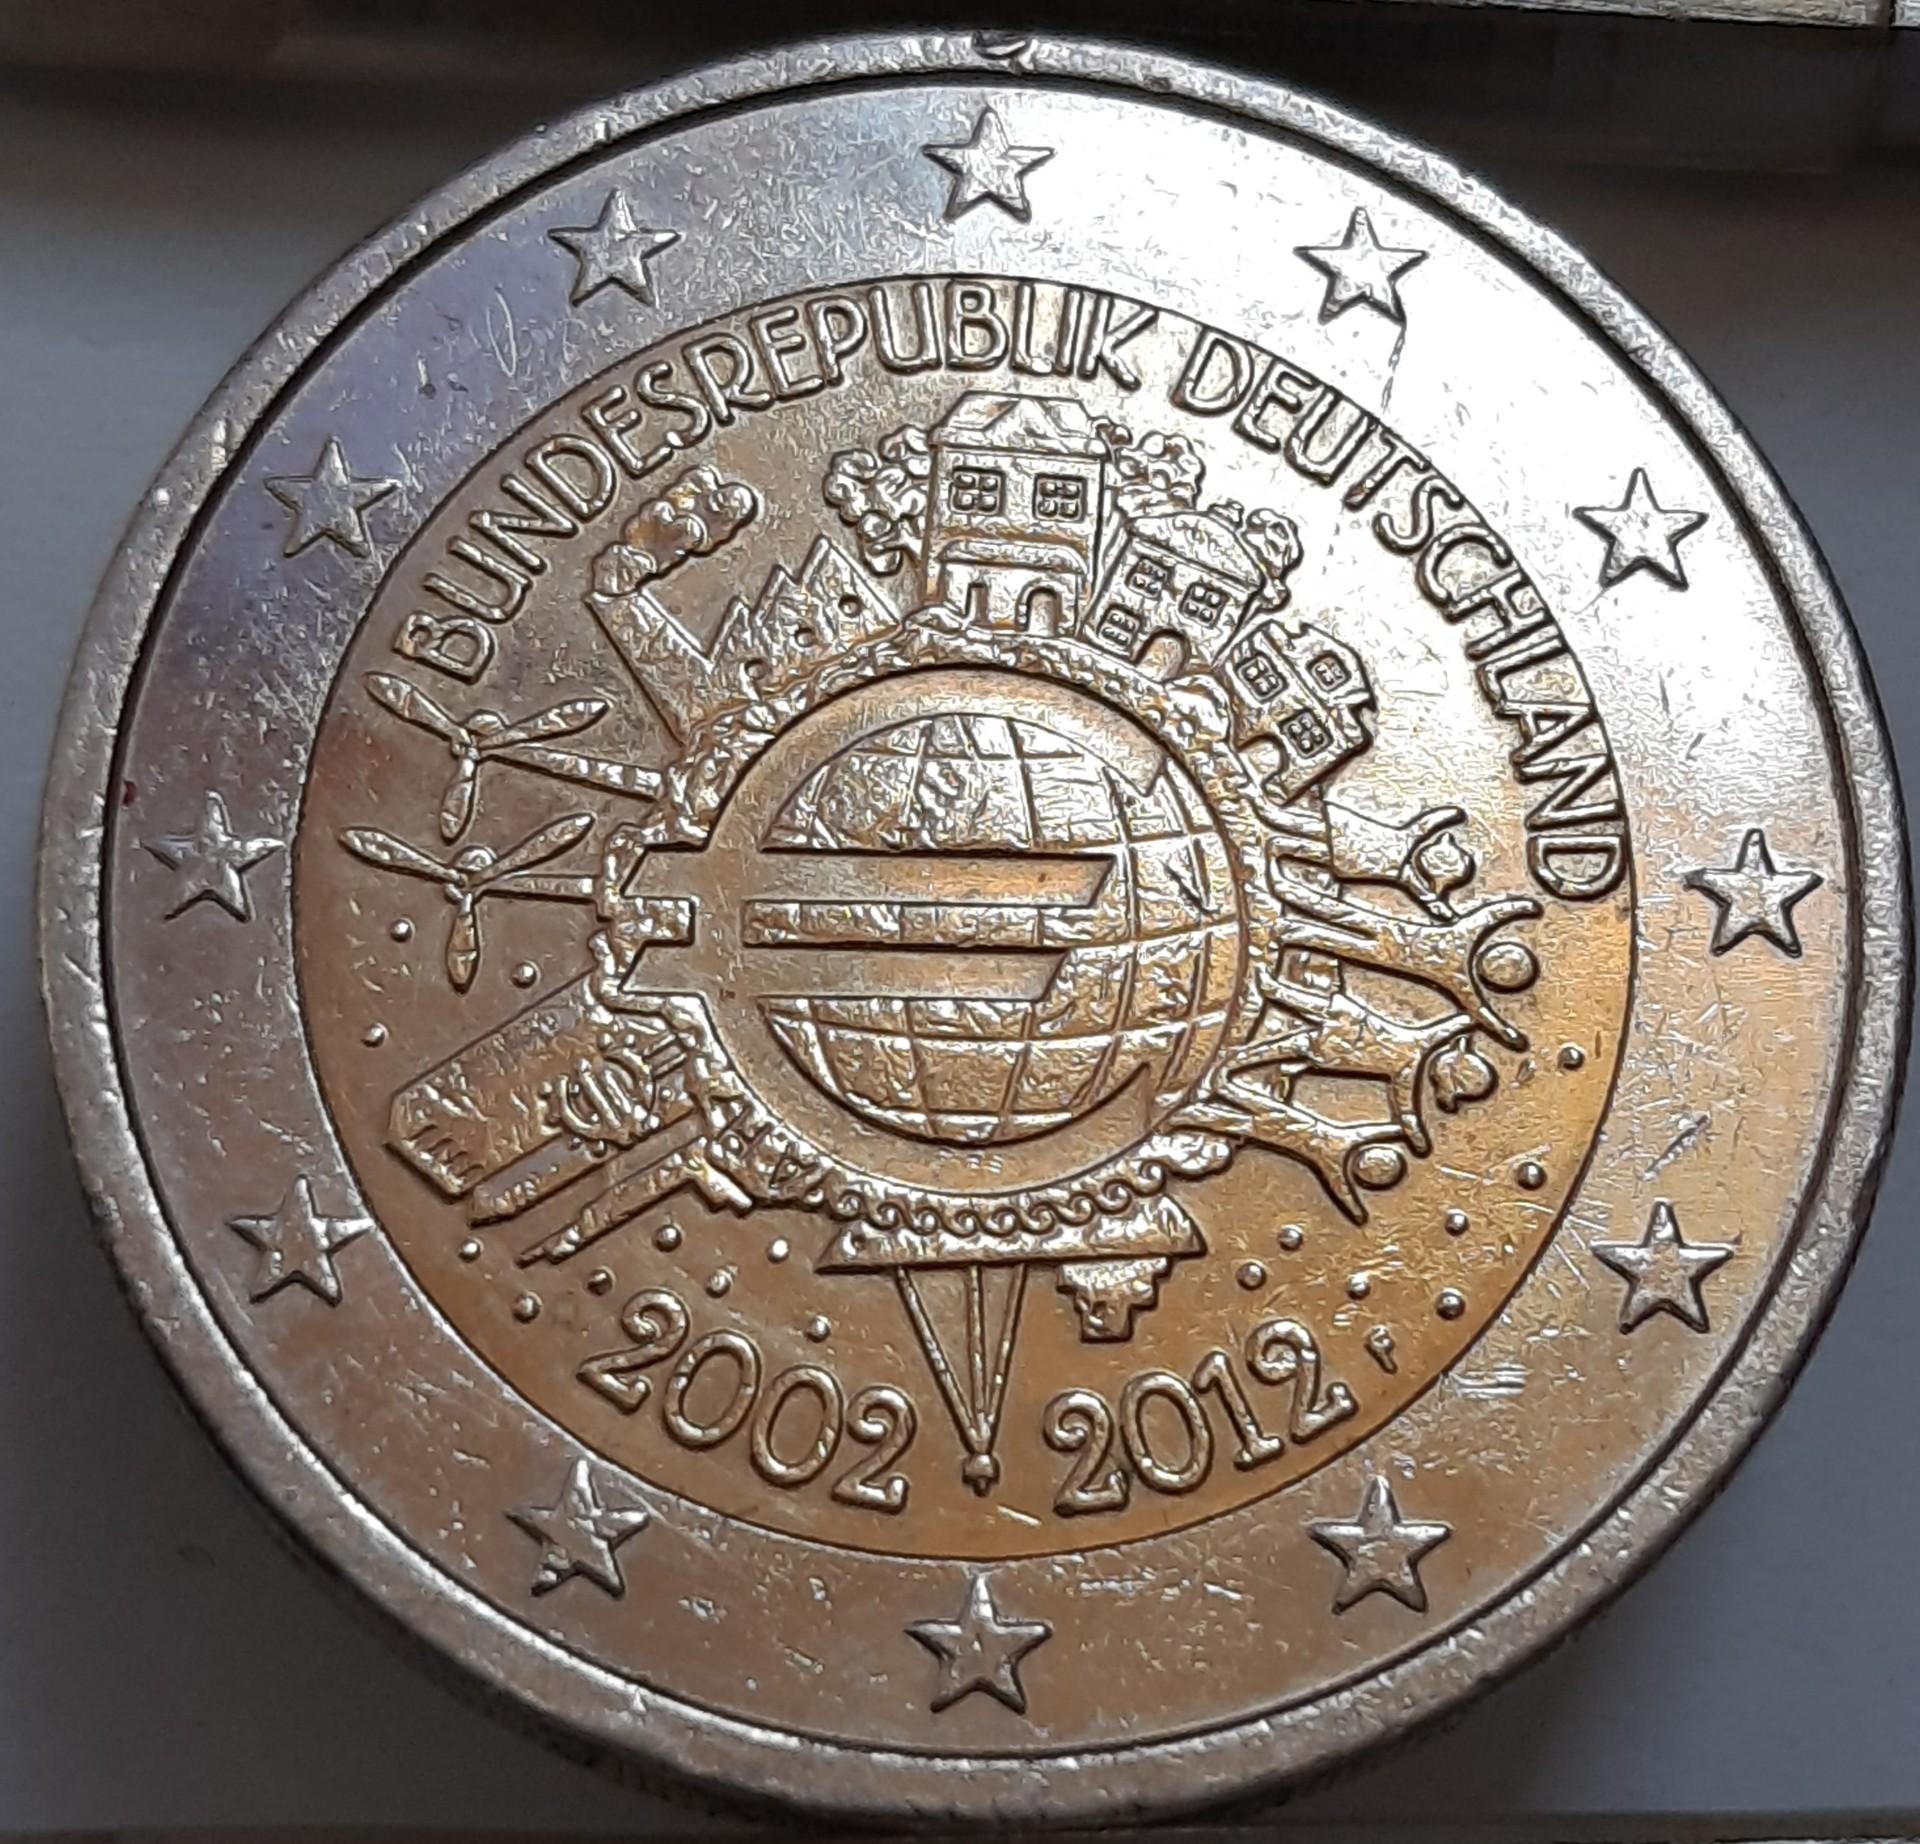 BUNDESREPUBLIK DEUTSCHLAND
€
A.H.
2002 2012
F